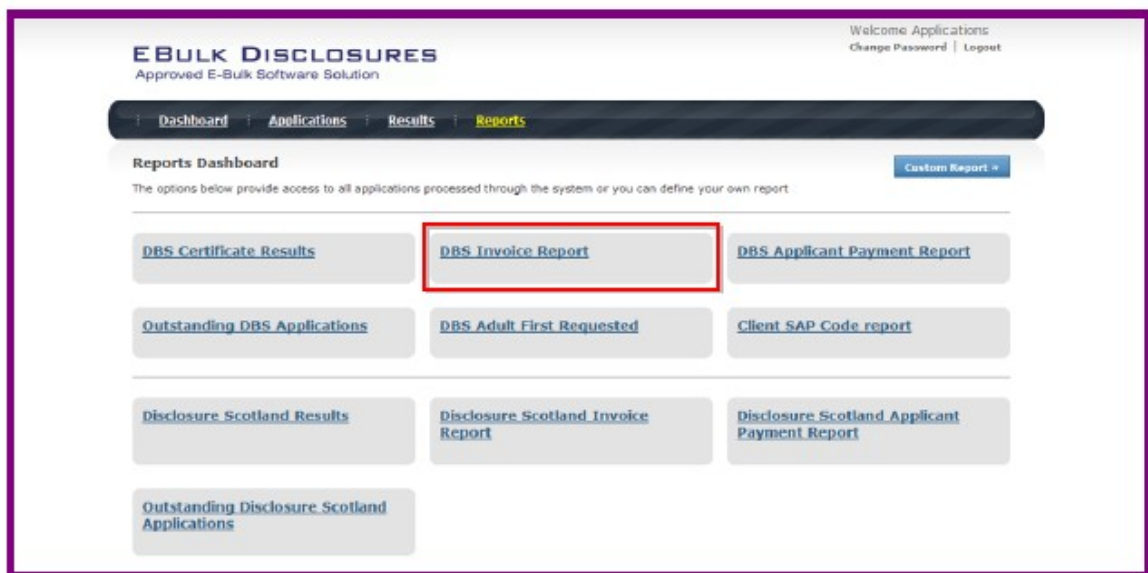 Welcome Applications
Change Password | Logout
EBULK DISCLOSURES
Approved E-Bulk Software Solution
Dashboard Applications Results Reports
Reports Dashboard
Custom Report »
The options below provide access to all applications processed through the system or you can define your own report
DBS Certificate Results
DBS Invoice Report
DBS Applicant Payment Report
Outstanding DBS Applications
DBS Adult First Requested
Client SAP Code report
Disclosure Scotland Results
Disclosure Scotland Invoice
Report
Disclosure Scotland Applicant
Payment Report
Outstanding Disclosure Scotland
Applications